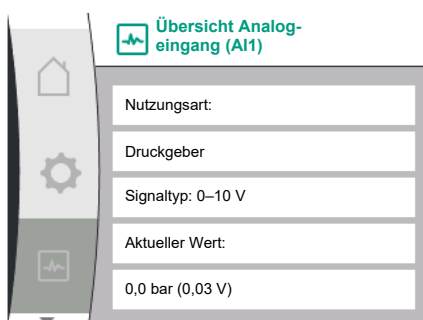 Übersicht Analog-
eingang (AI1)
Nutzungsart:
Druckgeber
Signaltyp: 0–10 V
Aktueller Wert:
0,0 bar (0,03 V)